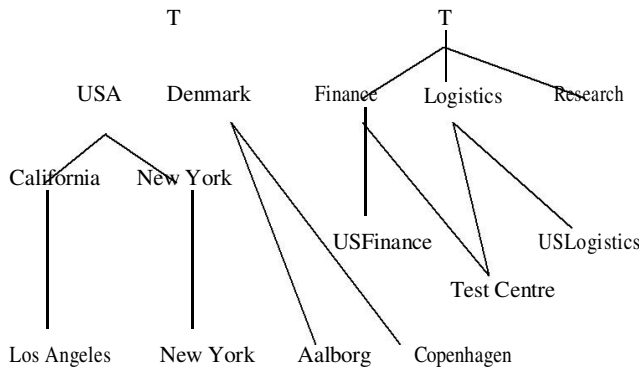 T T
USA Denmark Finance Logistics Research
California New York
USFinance USLogistics
Test Centre
Los Angeles New York Aalborg Copenhagen